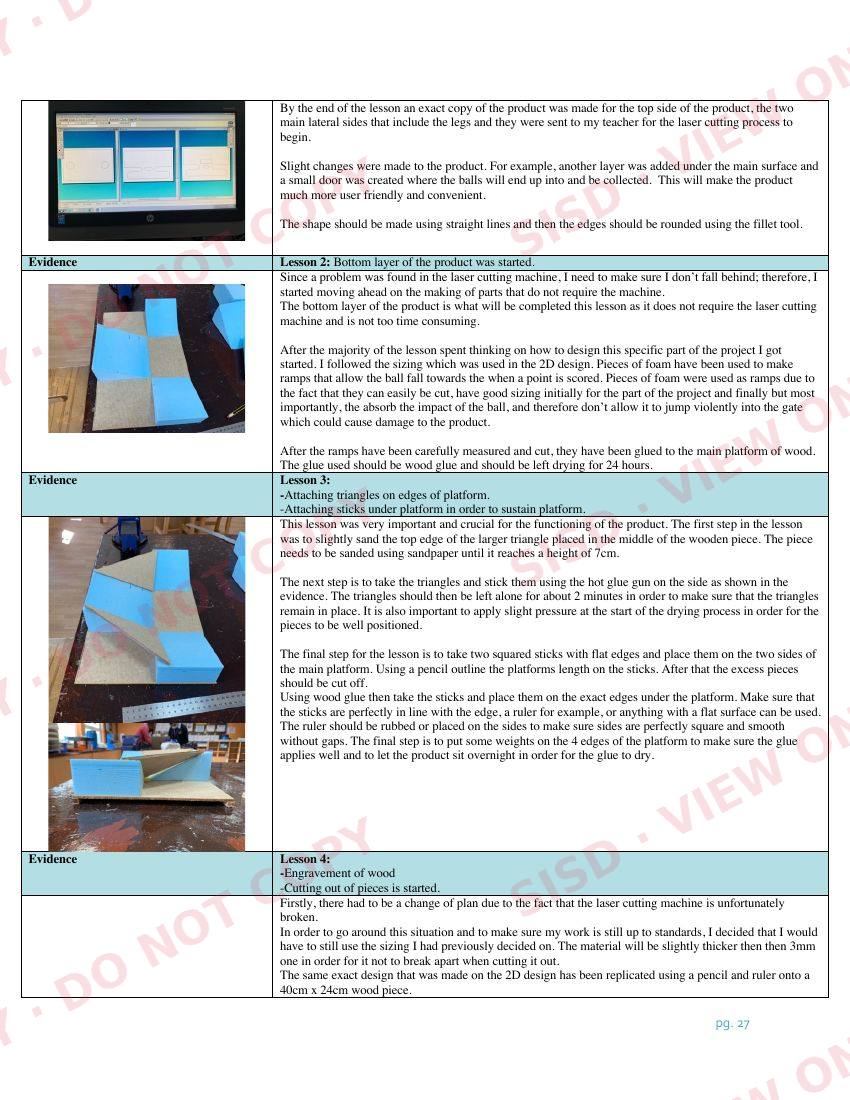 By the end of the lesson an exact copy of the product was made for the top side of the product, the two
main lateral sides that include the legs and they were sent to my teacher for the laser cutting process to
begin.
Slight changes were made to the product. For example, another layer was added under the main surface and
a small door was created where the balls will end up into and be collected.  This will make the product
much more user friendly and convenient.
The shape should be made using straight lines and then the edges should be rounded using the fillet tool.
Evidence
Lesson 2: Bottom layer of the product was started.
Since a problem was found in the laser cutting machine, I need to make sure I don’t fall behind; therefore, I
started moving ahead on the making of parts that do not require the machine.
The bottom layer of the product is what will be completed this lesson as it does not require the laser cutting
machine and is not too time consuming.
After the majority of the lesson spent thinking on how to design this specific part of the project I got
started. I followed the sizing which was used in the 2D design. Pieces of foam have been used to make
ramps that allow the ball fall towards the when a point is scored. Pieces of foam were used as ramps due to
the fact that they can easily be cut, have good sizing initially for the part of the project and finally but most
importantly, the absorb the impact of the ball, and therefore don’t allow it to jump violently into the gate
which could cause damage to the product.
After the ramps have been carefully measured and cut, they have been glued to the main platform of wood.
The glue used should be wood glue and should be left drying for 24 hours.
Evidence
Lesson 3:
-Attaching triangles on edges of platform.
-Attaching sticks under platform in order to sustain platform.
This lesson was very important and crucial for the functioning of the product. The first step in the lesson
was to slightly sand the top edge of the larger triangle placed in the middle of the wooden piece. The piece
needs to be sanded using sandpaper until it reaches a height of 7cm.
The next step is to take the triangles and stick them using the hot glue gun on the side as shown in the
evidence. The triangles should then be left alone for about 2 minutes in order to make sure that the triangles
remain in place. It is also important to apply slight pressure at the start of the drying process in order for the
pieces to be well positioned.
The final step for the lesson is to take two squared sticks with flat edges and place them on the two sides of
the main platform. Using a pencil outline the platforms length on the sticks. After that the excess pieces
should be cut off.
Using wood glue then take the sticks and place them on the exact edges under the platform. Make sure that
the sticks are perfectly in line with the edge, a ruler for example, or anything with a flat surface can be used.
The ruler should be rubbed or placed on the sides to make sure sides are perfectly square and smooth
without gaps. The final step is to put some weights on the 4 edges of the platform to make sure the glue
applies well and to let the product sit overnight in order for the glue to dry.
Evidence
Lesson 4:
-Engravement of wood
-Cutting out of pieces is started.
Firstly, there had to be a change of plan due to the fact that the laser cutting machine is unfortunately
broken.
In order to go around this situation and to make sure my work is still up to standards, I decided that I would
have to still use the sizing I had previously decided on. The material will be slightly thicker then then 3mm
one in order for it not to break apart when cutting it out.
The same exact design that was made on the 2D design has been replicated using a pencil and ruler onto a
40cm x 24cm wood piece.
pg. 27
DO NOT COPY · SISD · VIEW ON